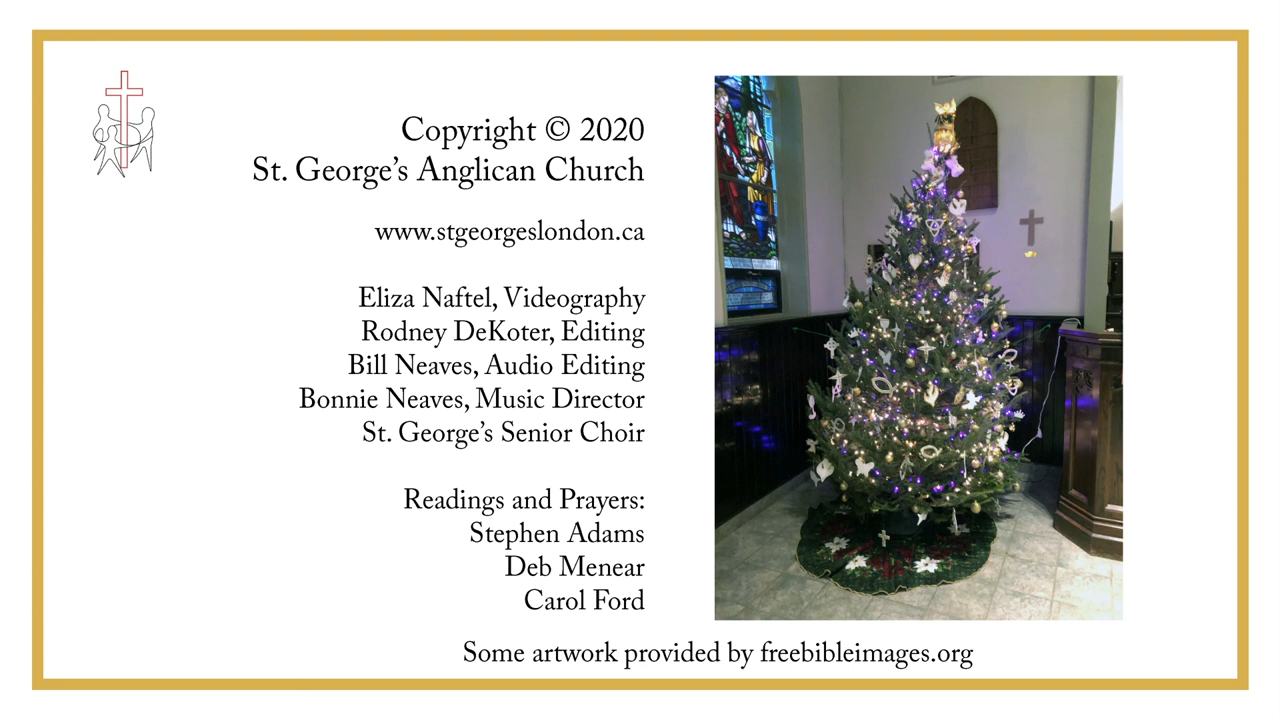 Copyright © 2020
St. George’s Anglican Church
www.stgeorgeslondon.ca
Eliza Naftel, Videography
Rodney DeKoter, Editing
Bill Neaves, Audio Editing
Bonnie Neaves, Music Director
St. George’s Senior Choir
Readings and Prayers:
Stephen Adams
Deb Menear
Carol Ford
Some artwork provided by freebibleimages.org